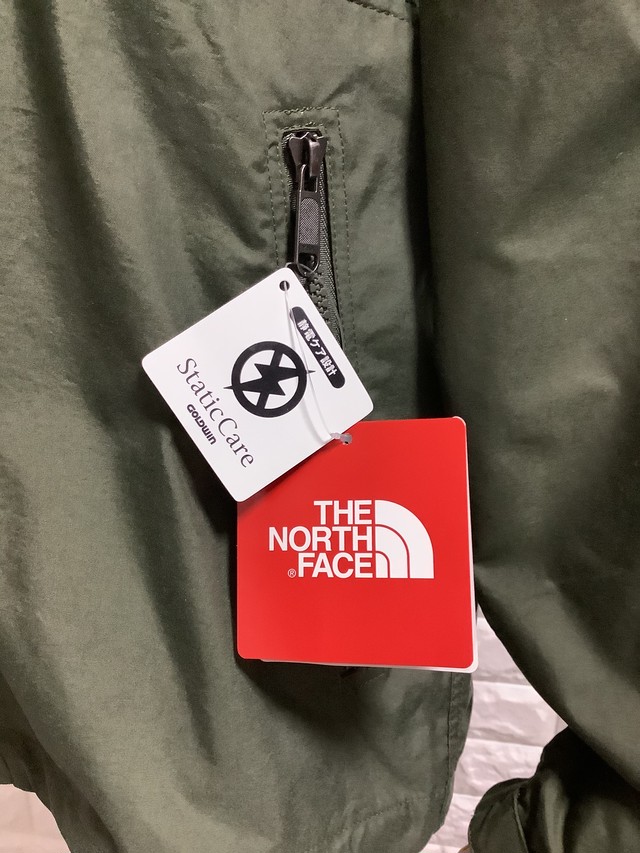 静電ケア設計
StaticCare
GOLDWIN
THE
NORTH
® FACE